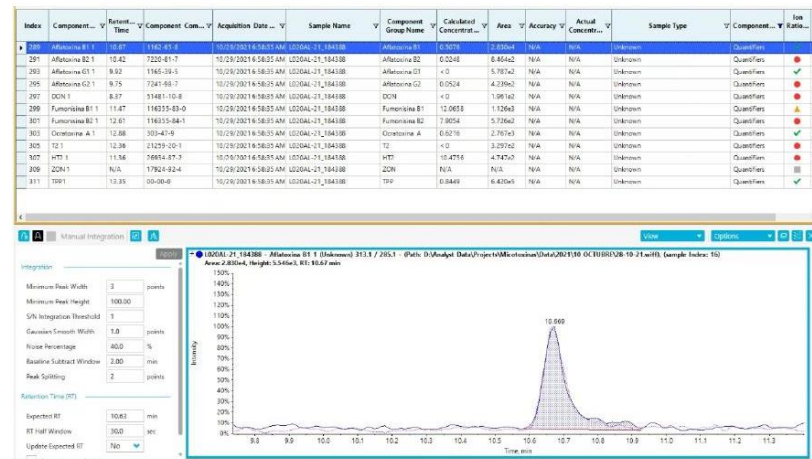 Index Component... Retent... Time Component Com... Acquisition Date ... Sample Name Component Group Name Calculated Concentrat... Area Accuracy Actual Concentr... Sample Type Component... Ion Ratio...
289 Aflatoxina B1 1 10.67 1162-65-8 10/29/2021 6:58:35 AM L020AL-21_184388 Aflatoxina B1 0.5076 2.830e4 N/A N/A Unknown Quantifiers
291 Aflatoxina B2 1 10.42 7220-81-7 10/29/2021 6:58:35 AM L020AL-21_184388 Aflatoxina B2 0.0248 8.464e2 N/A N/A Unknown Quantifiers
293 Aflatoxina G1 1 9.92 1165-39-5 10/29/2021 6:58:35 AM L020AL-21_184388 Aflatoxina G1 < 0 5.787e2 N/A N/A Unknown Quantifiers
295 Aflatoxina G2 1 9.75 7241-98-7 10/29/2021 6:58:35 AM L020AL-21_184388 Aflatoxina G2 0.0524 4.239e2 N/A N/A Unknown Quantifiers
297 DON 1 8.37 51481-10-8 10/29/2021 6:58:35 AM L020AL-21_184388 DON < 0 1.961e2 N/A N/A Unknown Quantifiers
299 Fumonisina B1 1 11.47 116355-83-0 10/29/2021 6:58:35 AM L020AL-21_184388 Fumonisina B1 12.0658 1.126e3 N/A N/A Unknown Quantifiers
301 Fumonisina B2 1 12.61 116355-84-1 10/29/2021 6:58:35 AM L020AL-21_184388 Fumonisina B2 7.8054 5.726e2 N/A N/A Unknown Quantifiers
303 Ocratoxina A 1 12.88 303-47-9 10/29/2021 6:58:35 AM L020AL-21_184388 Ocratoxina A 0.6216 2.767e3 N/A N/A Unknown Quantifiers
305 T2 1 12.36 21259-20-1 10/29/2021 6:58:35 AM L020AL-21_184388 T2 < 0 3.297e2 N/A N/A Unknown Quantifiers
307 HT2 1 11.36 26934-87-2 10/29/2021 6:58:35 AM L020AL-21_184388 HT2 10.4756 4.747e2 N/A N/A Unknown Quantifiers
309 ZON 1 N/A 17924-92-4 10/29/2021 6:58:35 AM L020AL-21_184388 ZON N/A N/A N/A N/A Unknown Quantifiers
311 TPP1 13.35 00-00-0 10/29/2021 6:58:35 AM L020AL-21_184388 TPP 0.8449 6.420e5 N/A N/A Unknown Quantifiers
Manual Integration View Options
Apply
Integration
Minimum Peak Width 3 points
Minimum Peak Height 100.00
S/N Integration Threshold 1
Gaussian Smooth Width 1.0 points
Noise Percentage 40.0 %
Baseline Subtract Window 2.00 min
Peak Splitting 2 points
Retention Time (RT)
Expected RT 10.63 min
RT Half Window 30.0 sec
Update Expected RT No
L020AL-21_184388 - Aflatoxina B1 1 (Unknown) 313.1 / 285.1 - (Path: D:\Analyst Data\Projects\Micotoxinas\Data\2021\10 OCTUBRE\28-10-21.wiff), (sample Index: 16)
Area: 2.830e4, Height: 5.546e3, RT: 10.67 min
150%
140%
130%
120%
110%
100%
90%
80%
70%
60%
50%
40%
30%
20%
10%
0%
Intensity
10.669
9.8 9.9 10.0 10.1 10.2 10.3 10.4 10.5 10.6 10.7 10.8 10.9 11.0 11.1 11.2 11.3
Time, min